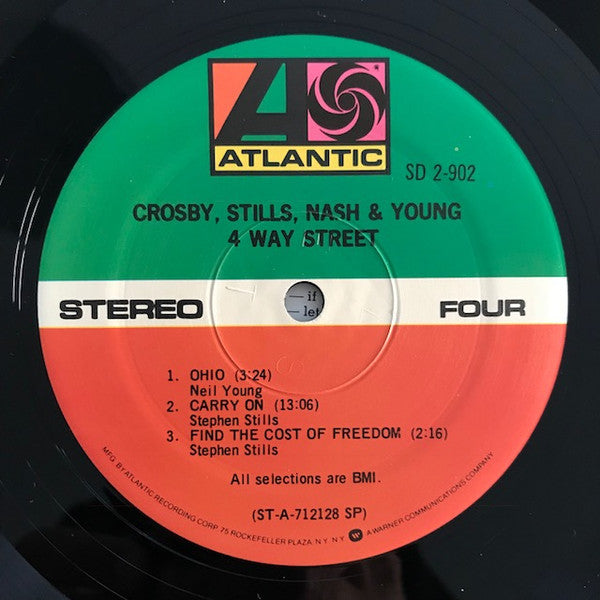 ATLANTIC
SD 2-902
CROSBY, STILLS, NASH & YOUNG
4 WAY STREET
STEREO
FOUR
— if
— let
1. OHIO (3:24)
Neil Young
2. CARRY ON (13:06)
Stephen Stills
3. FIND THE COST OF FREEDOM (2:16)
Stephen Stills
All selections are BMI.
(ST-A-712128 SP)
MFG. BY ATLANTIC RECORDING CORP. 75 ROCKEFELLER PLAZA, N.Y. N.Y. W A WARNER COMMUNICATIONS COMPANY